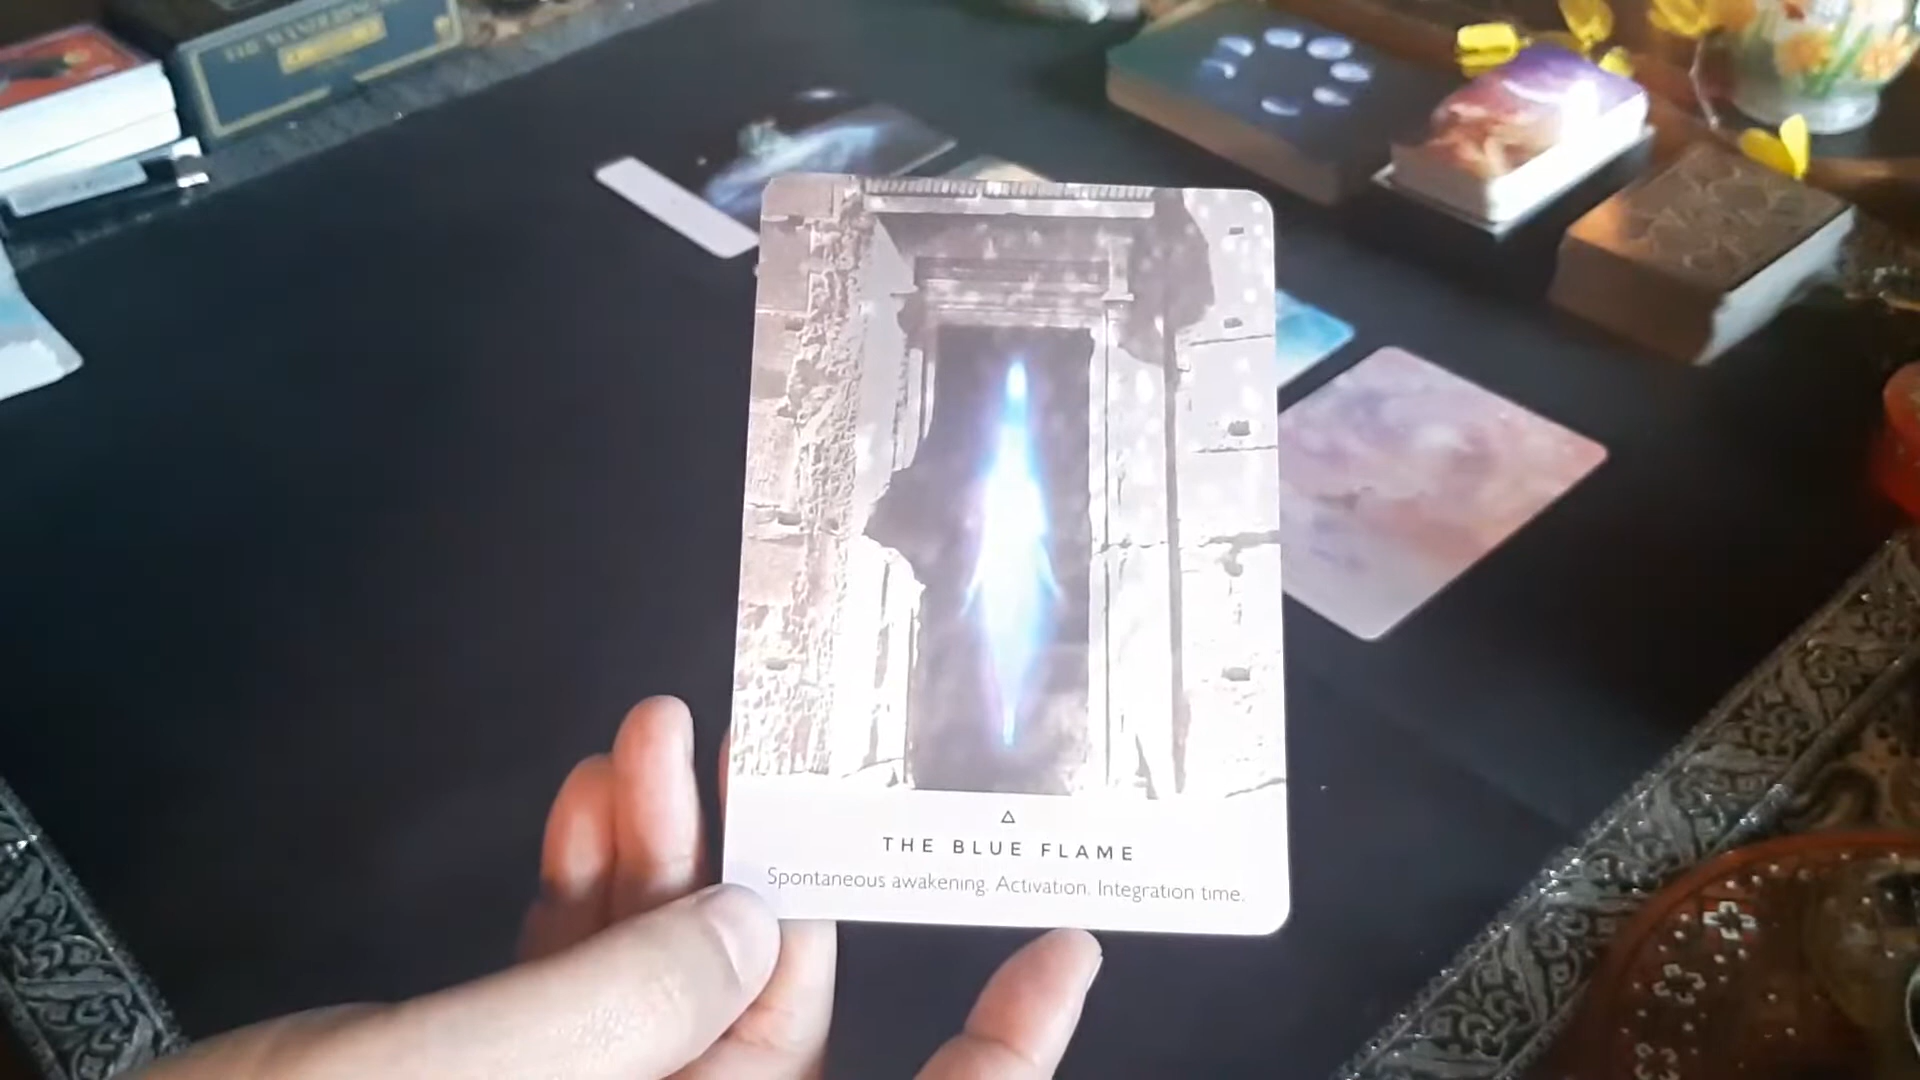 THE BLUE FLAME
Spontaneous awakening. Activation. Integration time.